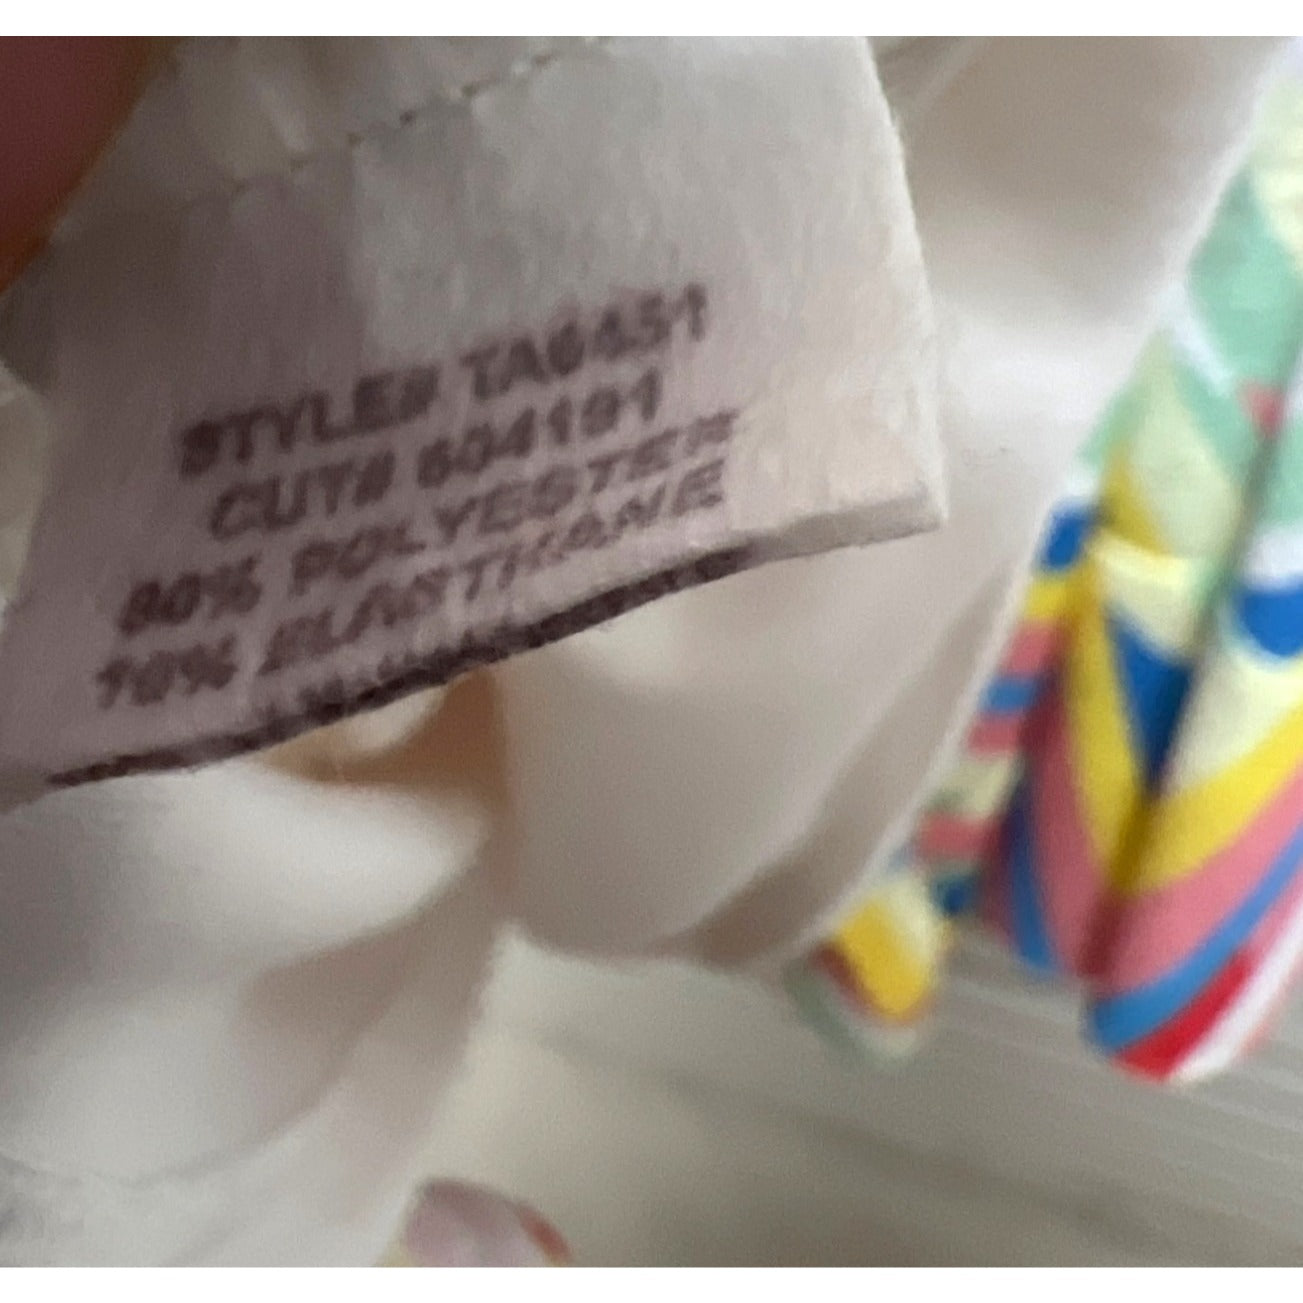 STYLE# TA6451
CUT# 604191
90% POLYESTER
10% ELASTHANE